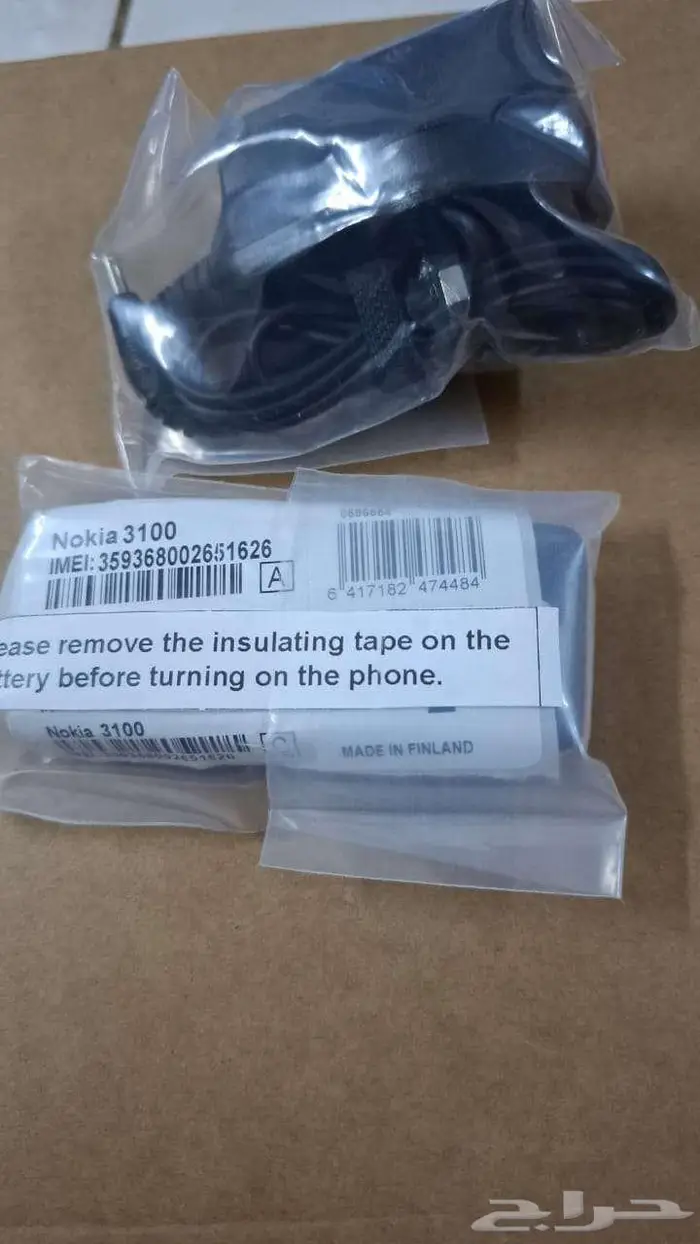 Nokia 3100
IMEI: 359368002651626
A
6 417182 474484
ease remove the insulating tape on the
ttery before turning on the phone.
Nokia 3100
C
MADE IN FINLAND
حراج